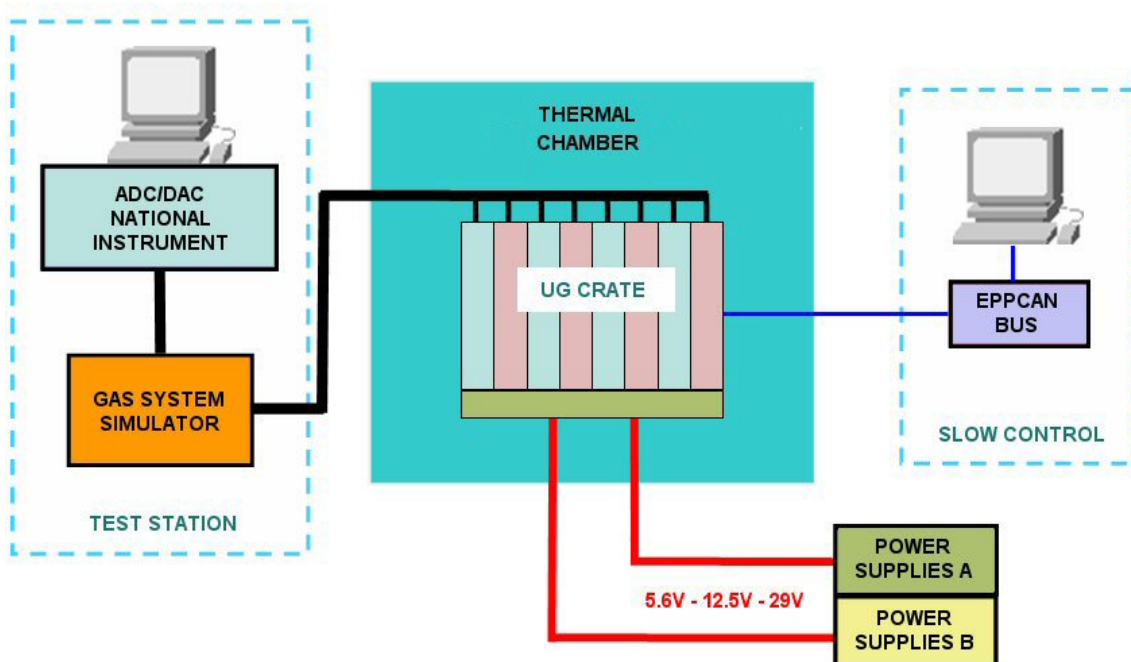 THERMAL
CHAMBER
ADC/DAC
NATIONAL
INSTRUMENT
UG CRATE
EPPCAN
BUS
GAS SYSTEM
SIMULATOR
SLOW CONTROL
TEST STATION
POWER
SUPPLIES A
5.6V - 12.5V - 29V
POWER
SUPPLIES B